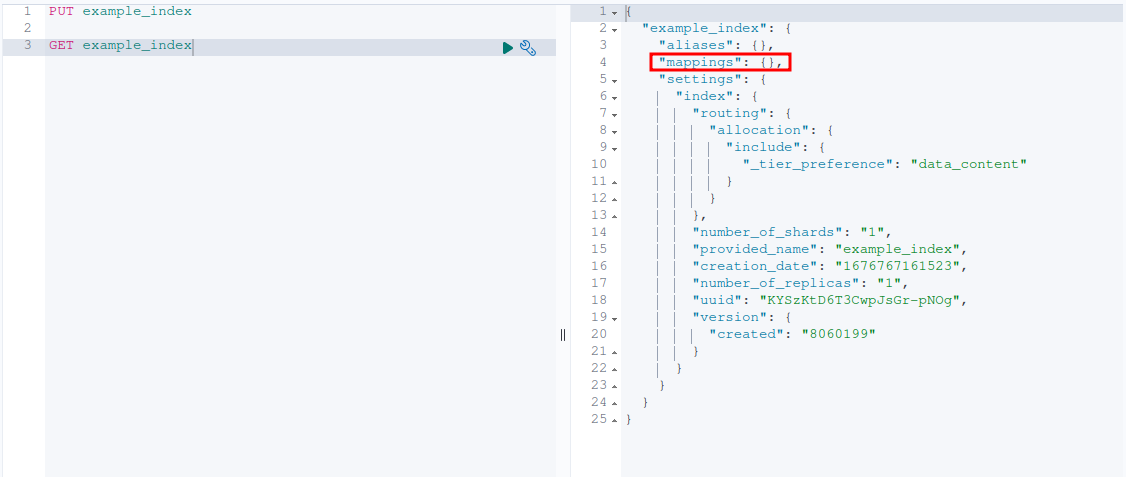 1 PUT example_index
2
3 GET example_index
1 {
2 "example_index": {
3 "aliases": {},
4 "mappings": {},
5 "settings": {
6 "index": {
7 "routing": {
8 "allocation": {
9 "include": {
10 "_tier_preference": "data_content"
11 }
12 }
13 },
14 "number_of_shards": "1",
15 "provided_name": "example_index",
16 "creation_date": "1676767161523",
17 "number_of_replicas": "1",
18 "uuid": "KYSzKtD6T3CwpJsGr-pNOg",
19 "version": {
20 "created": "8060199"
21 }
22 }
23 }
24 }
25 }